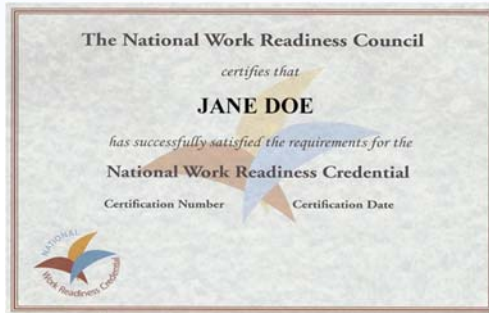 The National Work Readiness Council
certifies that
JANE DOE
has successfully satisfied the requirements for the
National Work Readiness Credential
Certification Number Certification Date
NATIONAL
Work Readiness Credential